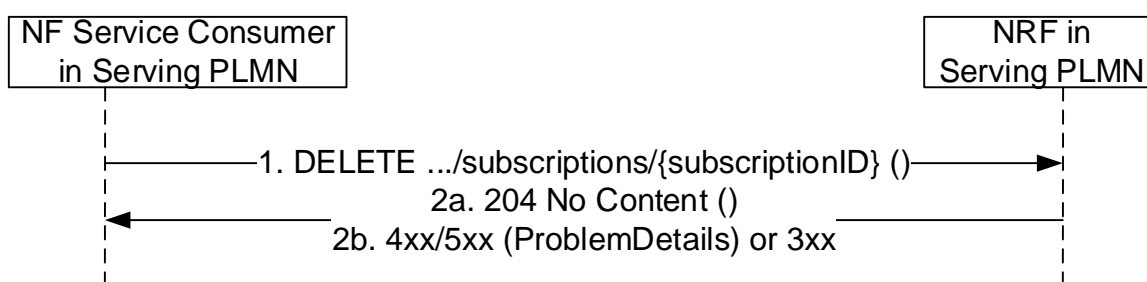 NF Service Consumer
in Serving PLMN
NRF in
Serving PLMN
1. DELETE .../subscriptions/{subscriptionID} ()
2a. 204 No Content ()
2b. 4xx/5xx (ProblemDetails) or 3xx